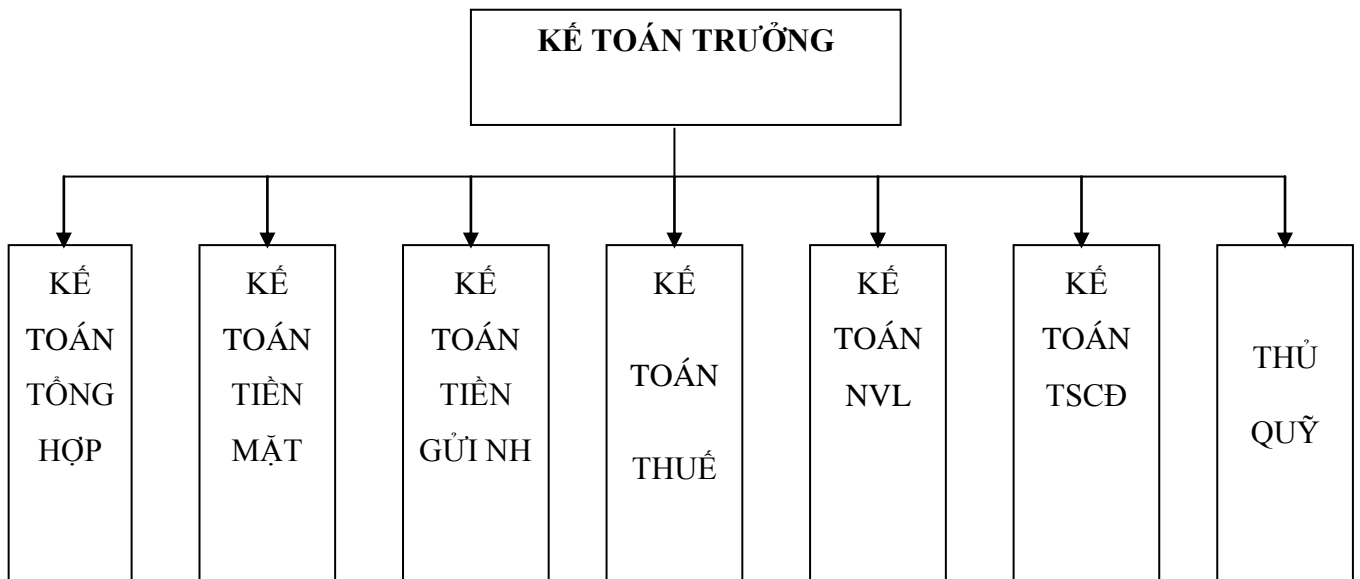 KẾ TOÁN TRƯỞNG
KẾ
TOÁN
TỔNG
HỢP
KẾ
TOÁN
TIỀN
MẶT
KẾ
TOÁN
TIỀN
GỬI NH
KẾ
TOÁN
THUẾ
KẾ
TOÁN
NVL
KẾ
TOÁN
TSCĐ
THỦ
QUỸ